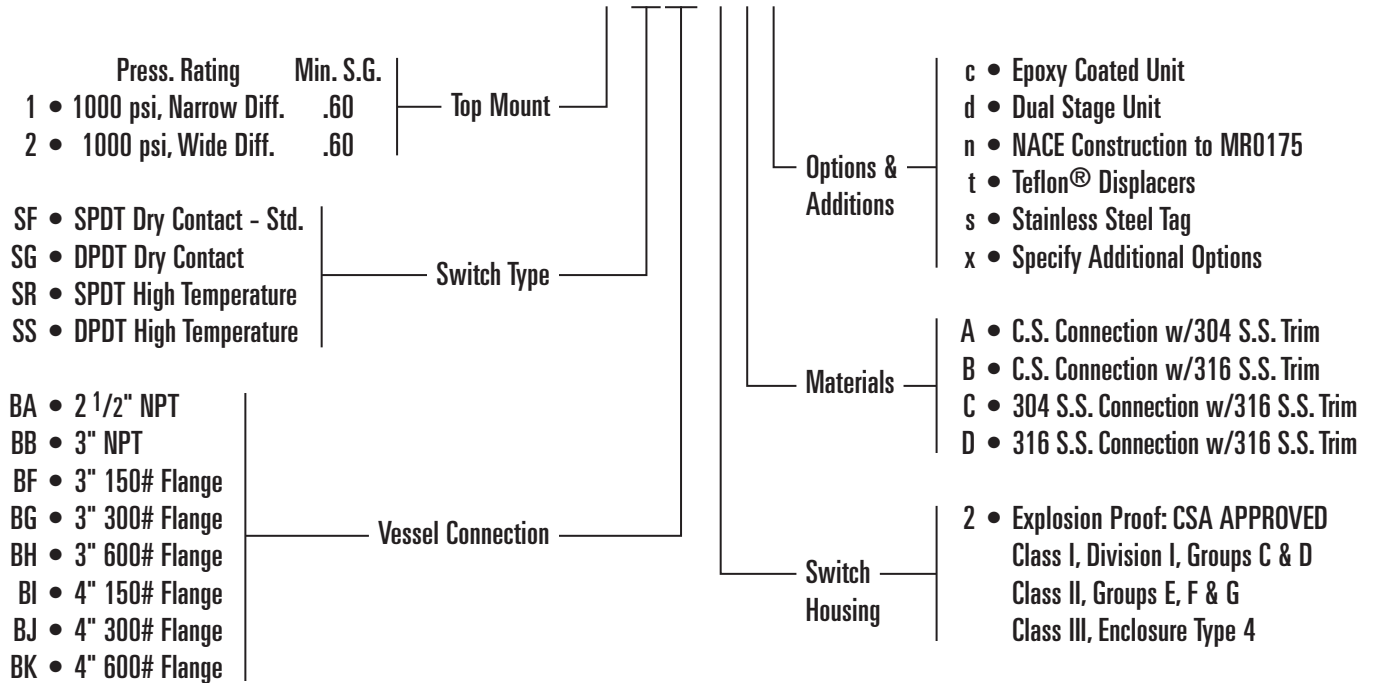 Press. Rating Min. S.G.
1 • 1000 psi, Narrow Diff. .60
2 • 1000 psi, Wide Diff. .60
Top Mount
SF • SPDT Dry Contact - Std.
SG • DPDT Dry Contact
SR • SPDT High Temperature
SS • DPDT High Temperature
Switch Type
BA • 2 1/2" NPT
BB • 3" NPT
BF • 3" 150# Flange
BG • 3" 300# Flange
BH • 3" 600# Flange
BI • 4" 150# Flange
BJ • 4" 300# Flange
BK • 4" 600# Flange
Vessel Connection
Options &
Additions
c • Epoxy Coated Unit
d • Dual Stage Unit
n • NACE Construction to MR0175
t • Teflon® Displacers
s • Stainless Steel Tag
x • Specify Additional Options
Materials
A • C.S. Connection w/304 S.S. Trim
B • C.S. Connection w/316 S.S. Trim
C • 304 S.S. Connection w/316 S.S. Trim
D • 316 S.S. Connection w/316 S.S. Trim
Switch
Housing
2 • Explosion Proof: CSA APPROVED
Class I, Division I, Groups C & D
Class II, Groups E, F & G
Class III, Enclosure Type 4